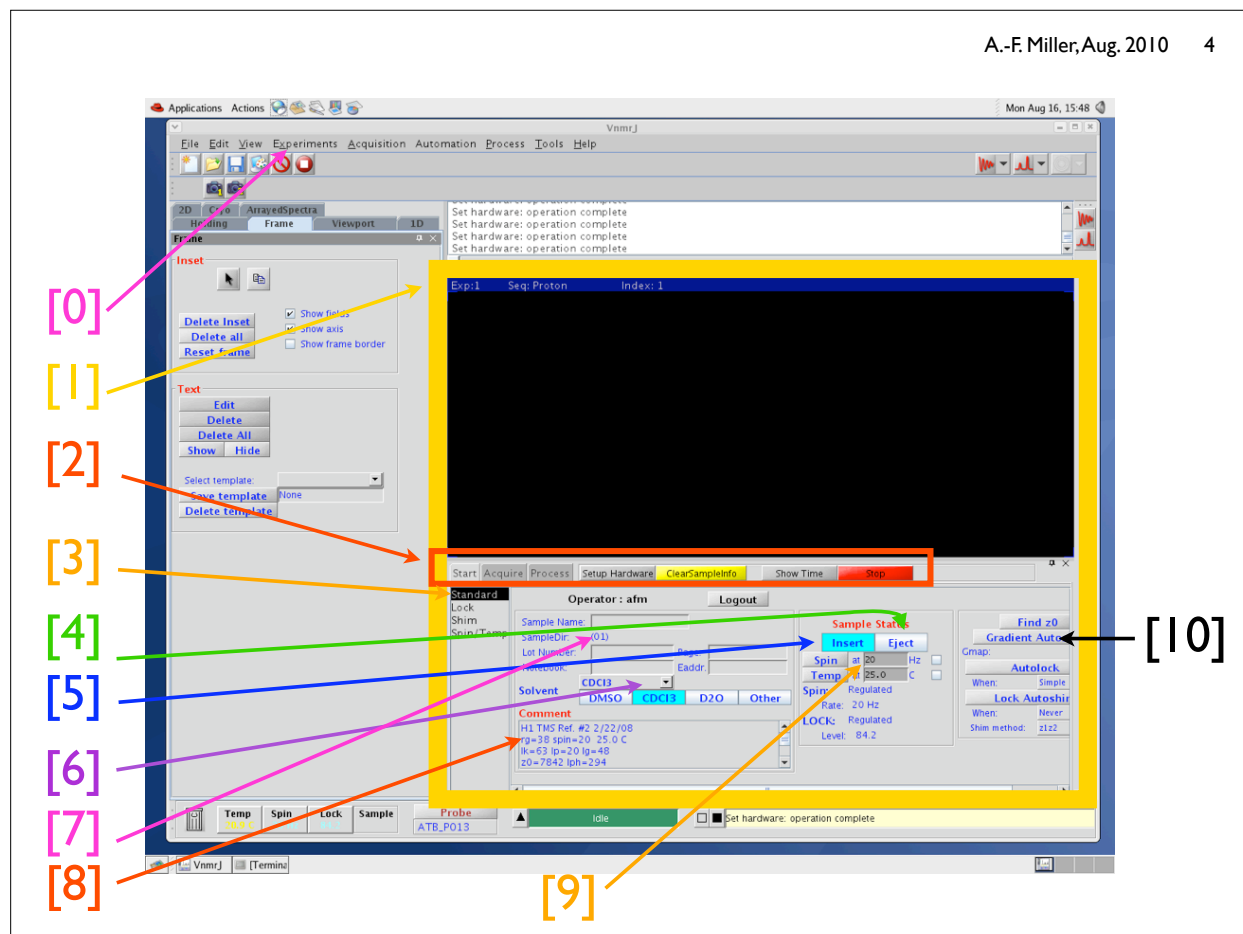 A.-F. Miller, Aug. 2010 4
Applications Actions
Mon Aug 16, 15:48
VnmrJ
File Edit View Experiments Acquisition Automation Process Tools Help
2D Cryo ArrayedSpectra
Holding Frame Viewport 1D
Frame
Set hardware: operation complete
Set hardware: operation complete
Set hardware: operation complete
Set hardware: operation complete
Inset
Exp:1 Seq: Proton Index: 1
[0]
Delete Inset
Delete all
Reset frame
Show fields
Show axis
Show frame border
[1]
Text
Edit
Delete
Delete All
Show Hide
[2]
Select template:
Save template None
Delete template
[3]
Start Acquire Process Setup Hardware ClearSampleInfo Show Time Stop
Standard
Lock
Shim
Spin/Temp
Operator : afm Logout
Sample Name:
SampleDir: (01)
Lot Number: Page:
Notebook: Eaddr.
CDCl3
Solvent DMSO CDCl3 D2O Other
Comment
H1 TMS Ref. #2 2/22/08
rg=38 spin=20 25.0 C
lk=63 lp=20 lg=48
z0=7842 lph=294
Sample Status
Insert Eject
Spin at 20 Hz
Temp at 25.0 C
Spin: Regulated
Rate: 20 Hz
LOCK: Regulated
Level: 84.2
Find z0
Gradient Auto
Gmap:
Autolock
When: Simple
Lock Autoshim
When: Never
Shim method: z1z2
[4]
[5]
[6]
[7]
[8]
[9]
[10]
Temp Spin Lock Sample
Probe
ATB_P013
Idle
Set hardware: operation complete
VnmrJ [Termina